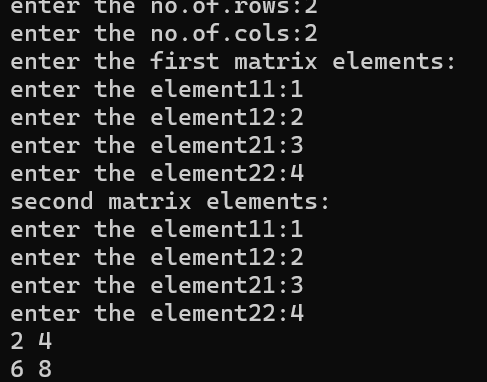 enter the no.of.rows:2
enter the no.of.cols:2
enter the first matrix elements:
enter the element11:1
enter the element12:2
enter the element21:3
enter the element22:4
second matrix elements:
enter the element11:1
enter the element12:2
enter the element21:3
enter the element22:4
2 4
6 8